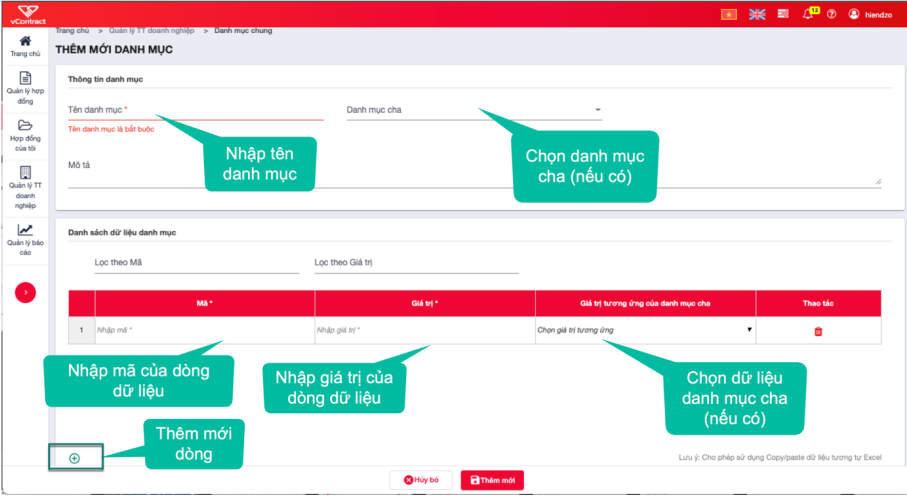 vContract
12
hiendzo
Trang chủ > Quản lý TT doanh nghiệp > Danh mục chung
THÊM MỚI DANH MỤC
Trang chủ
Quản lý hợp
đồng
Hợp đồng
của tôi
Quản lý TT
doanh
nghiệp
Quản lý báo
cáo
Thông tin danh mục
Tên danh mục *
Danh mục cha
Tên danh mục là bắt buộc
Nhập tên
danh mục
Chọn danh mục
cha (nếu có)
Mô tả
Danh sách dữ liệu danh mục
Lọc theo Mã
Lọc theo Giá trị
Mã * Giá trị * Giá trị tương ứng của danh mục cha Thao tác
1 Nhập mã * Nhập giá trị * Chọn giá trị tương ứng
Nhập mã của dòng
dữ liệu
Nhập giá trị của
dòng dữ liệu
Chọn dữ liệu
danh mục cha
(nếu có)
Thêm mới
dòng
Lưu ý: Cho phép sử dụng Copy/paste dữ liệu tương tự Excel
Hủy bỏ
Thêm mới